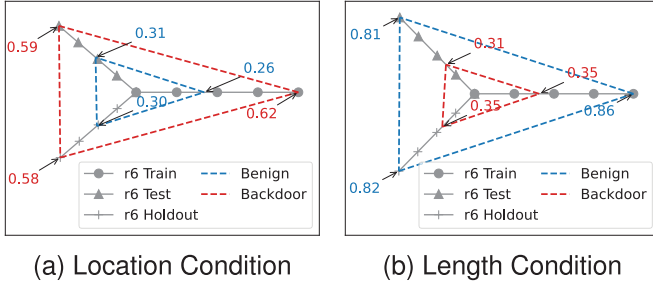 0.59
0.31
0.26
0.30
0.62
0.58
r6 Train
r6 Test
r6 Holdout
Benign
Backdoor
(a) Location Condition
0.81
0.31
0.35
0.35
0.86
0.82
r6 Train
r6 Test
r6 Holdout
Benign
Backdoor
(b) Length Condition